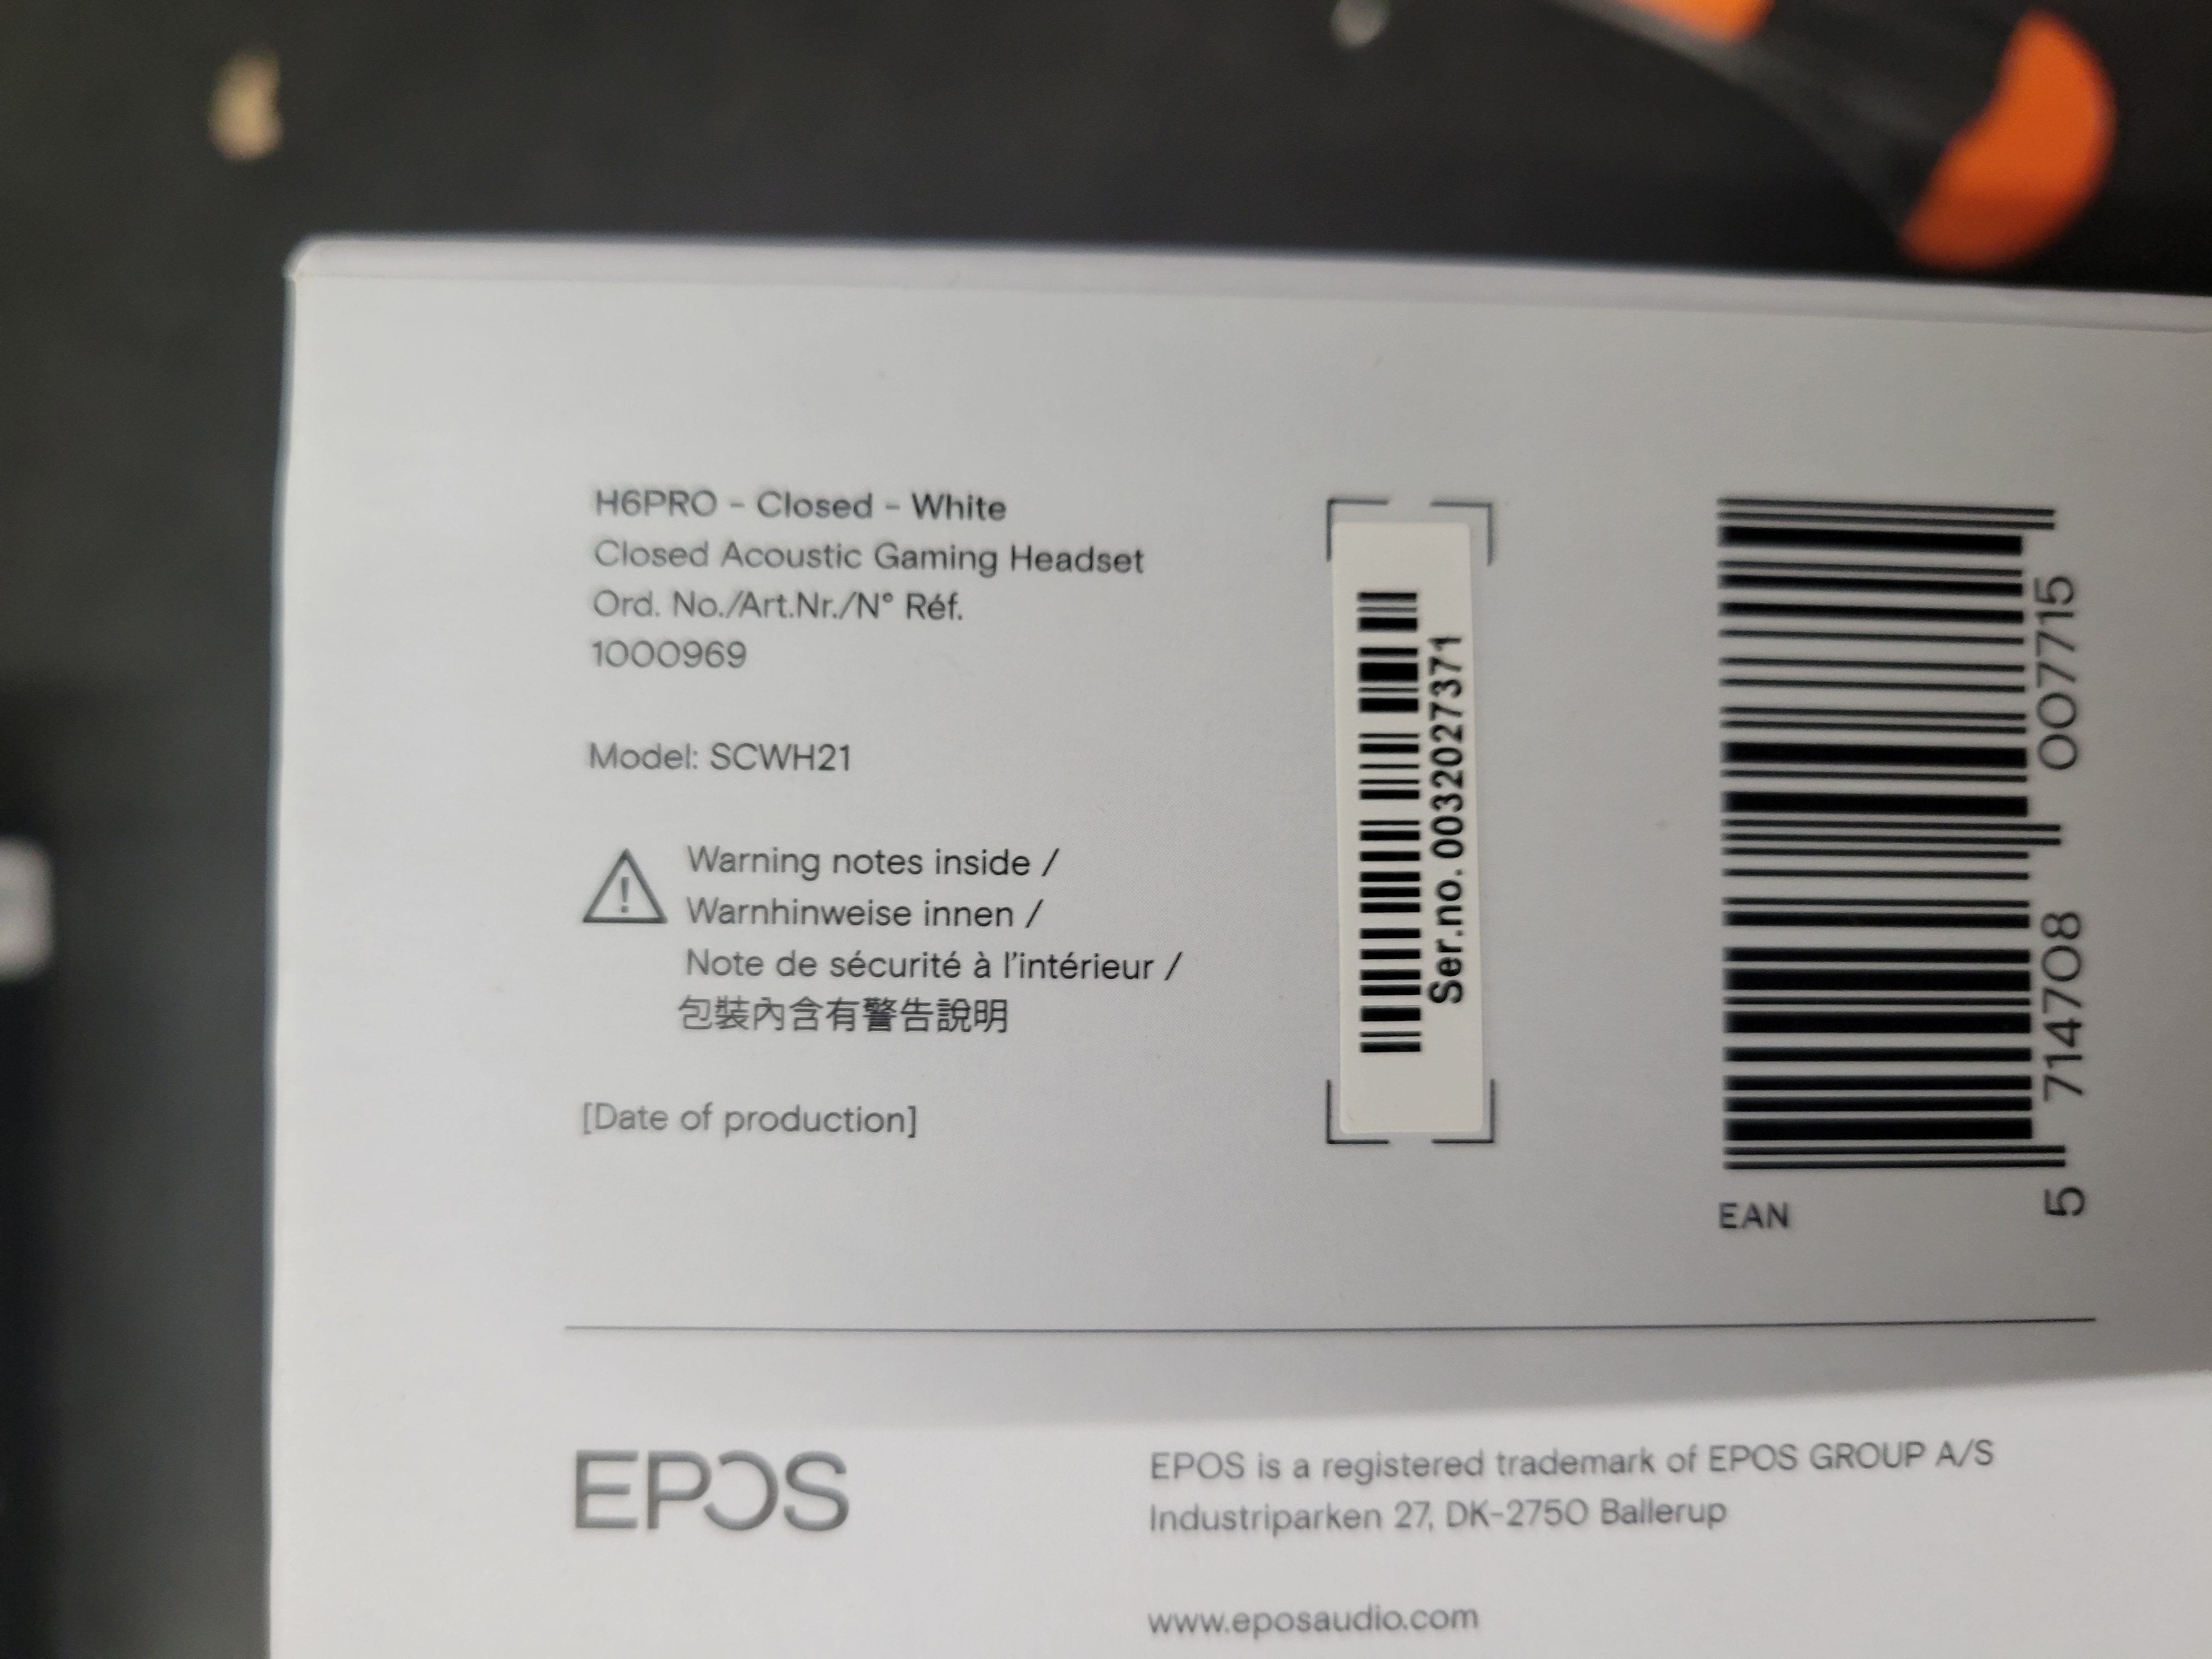 H6PRO - Closed - White
Closed Acoustic Gaming Headset
Ord. No./Art.Nr./N° Réf.
1000969
Model: SCWH21
Warning notes inside /
Warnhinweise innen /
Note de sécurité à l'intérieur /
包裝內含有警告說明
[Date of production]
Ser.no. 0032027371
5 714708 007715
EAN
EPOS
EPOS is a registered trademark of EPOS GROUP A/S
Industriparken 27, DK-2750 Ballerup
www.eposaudio.com